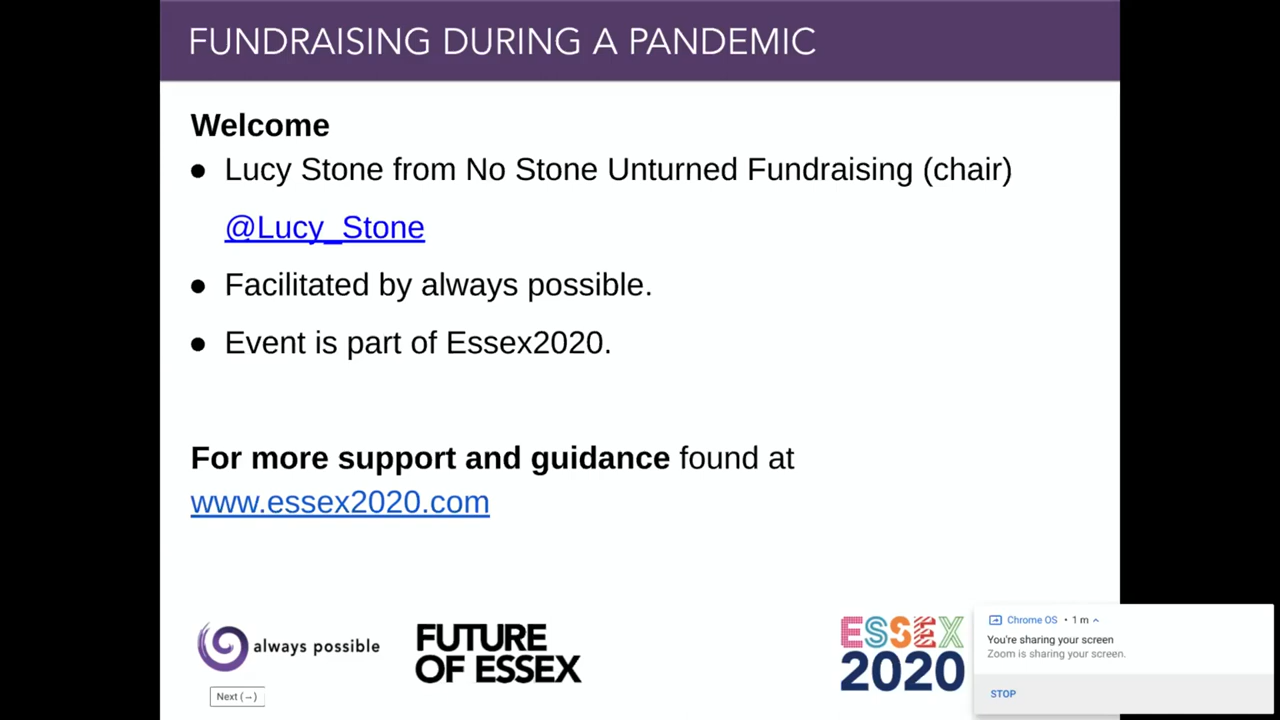 FUNDRAISING DURING A PANDEMIC
Welcome
● Lucy Stone from No Stone Unturned Fundraising (chair)
@Lucy_Stone
● Facilitated by always possible.
● Event is part of Essex2020.
For more support and guidance found at
www.essex2020.com
always possible
FUTURE
OF ESSEX
ESSEX
2020
Next (→)
Chrome OS • 1 m
You're sharing your screen
Zoom is sharing your screen.
STOP